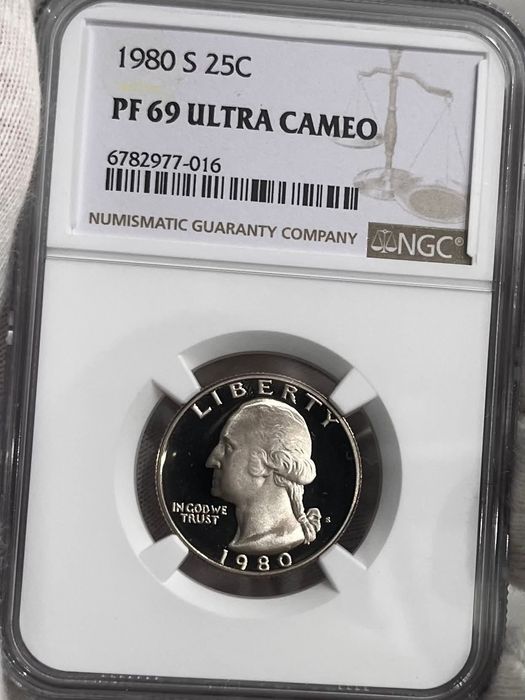 1980 S 25C
PF 69 ULTRA CAMEO
6782977-016
NUMISMATIC GUARANTY COMPANY
NGC®
LIBERTY
IN GOD WE
TRUST
S
1980